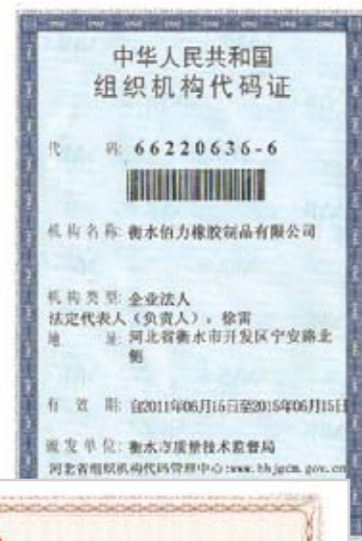 中华人民共和国
组织机构代码证
代 码: 66220636-6
机构名称: 衡水佰力橡胶制品有限公司
机构类型: 企业法人
法定代表人（负责人），徐雷
地 址: 河北省衡水市开发区宁安路北
侧
有 效 期: 自2011年06月15日至2015年06月15日
颁发单位: 衡水市质量技术监督局
河北省组织机构代码管理中心:www.hbjgcm.gov.cn